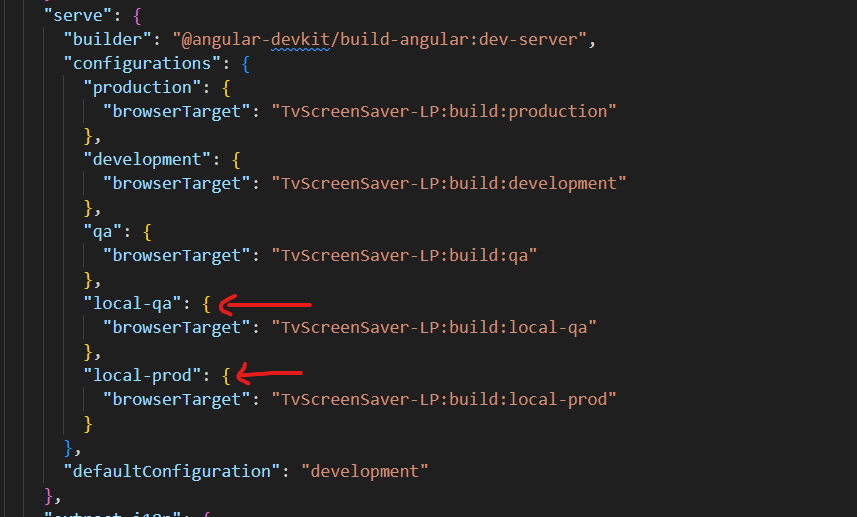 "serve": {
"builder": "@angular-devkit/build-angular:dev-server",
"configurations": {
"production": {
"browserTarget": "TvScreenSaver-LP:build:production"
},
"development": {
"browserTarget": "TvScreenSaver-LP:build:development"
},
"qa": {
"browserTarget": "TvScreenSaver-LP:build:qa"
},
"local-qa": {
"browserTarget": "TvScreenSaver-LP:build:local-qa"
},
"local-prod": {
"browserTarget": "TvScreenSaver-LP:build:local-prod"
}
},
"defaultConfiguration": "development"
},